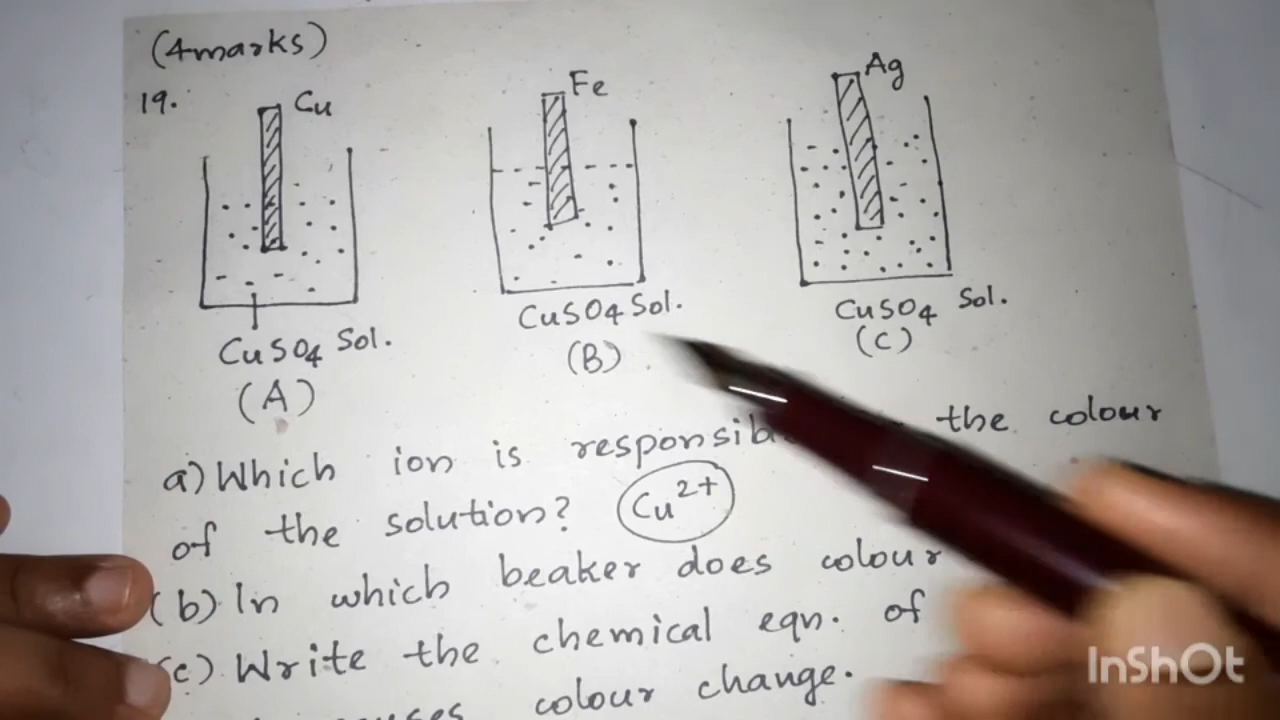 (4marks)
19.
Cu
Fe
Ag
CuSO4 Sol.
(A)
CuSO4 Sol.
(B)
CuSO4 Sol.
(C)
a) Which ion is the colour
of the solution? Cu2+
(b) In which beaker does colour
(c) Write the chemical eqn. of
colour change.
InShOt